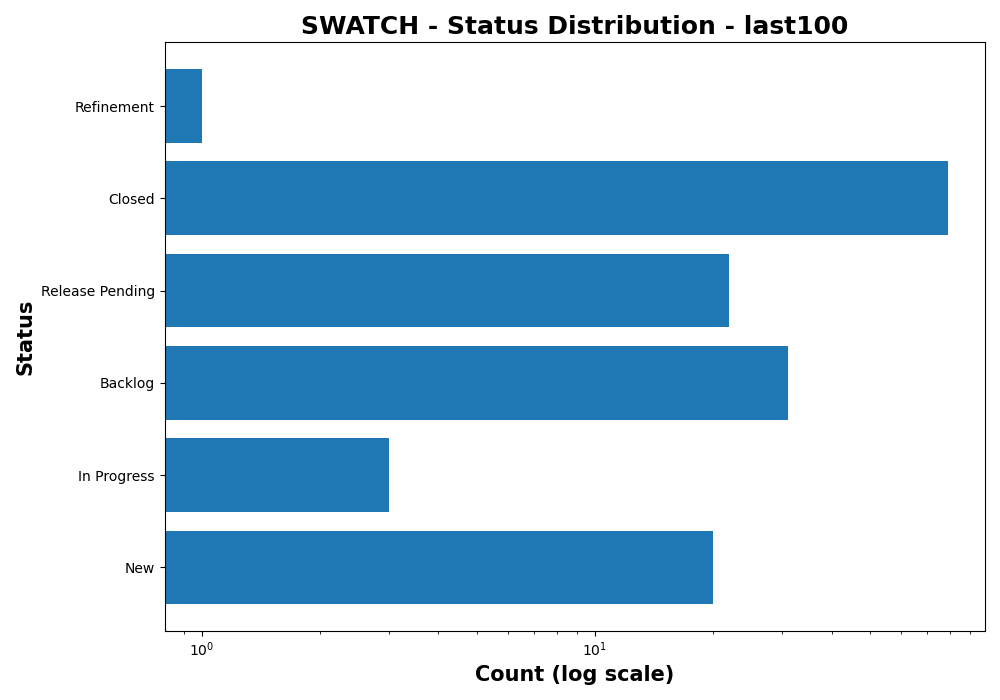 SWATCH - Status Distribution - last100
Refinement
Closed
Release Pending
Backlog
In Progress
New
Status
10⁰
10¹
Count (log scale)